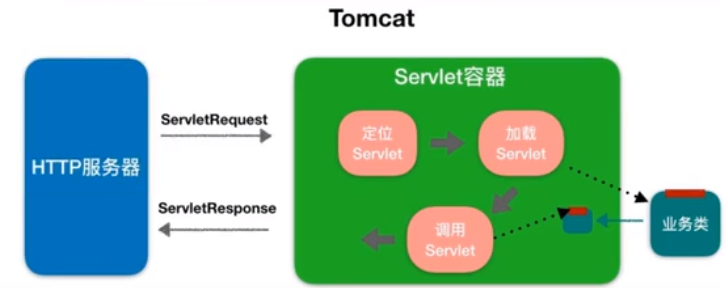 Tomcat
HTTP服务器
ServletRequest
ServletResponse
Servlet容器
定位
Servlet
加载
Servlet
调用
Servlet
业务类